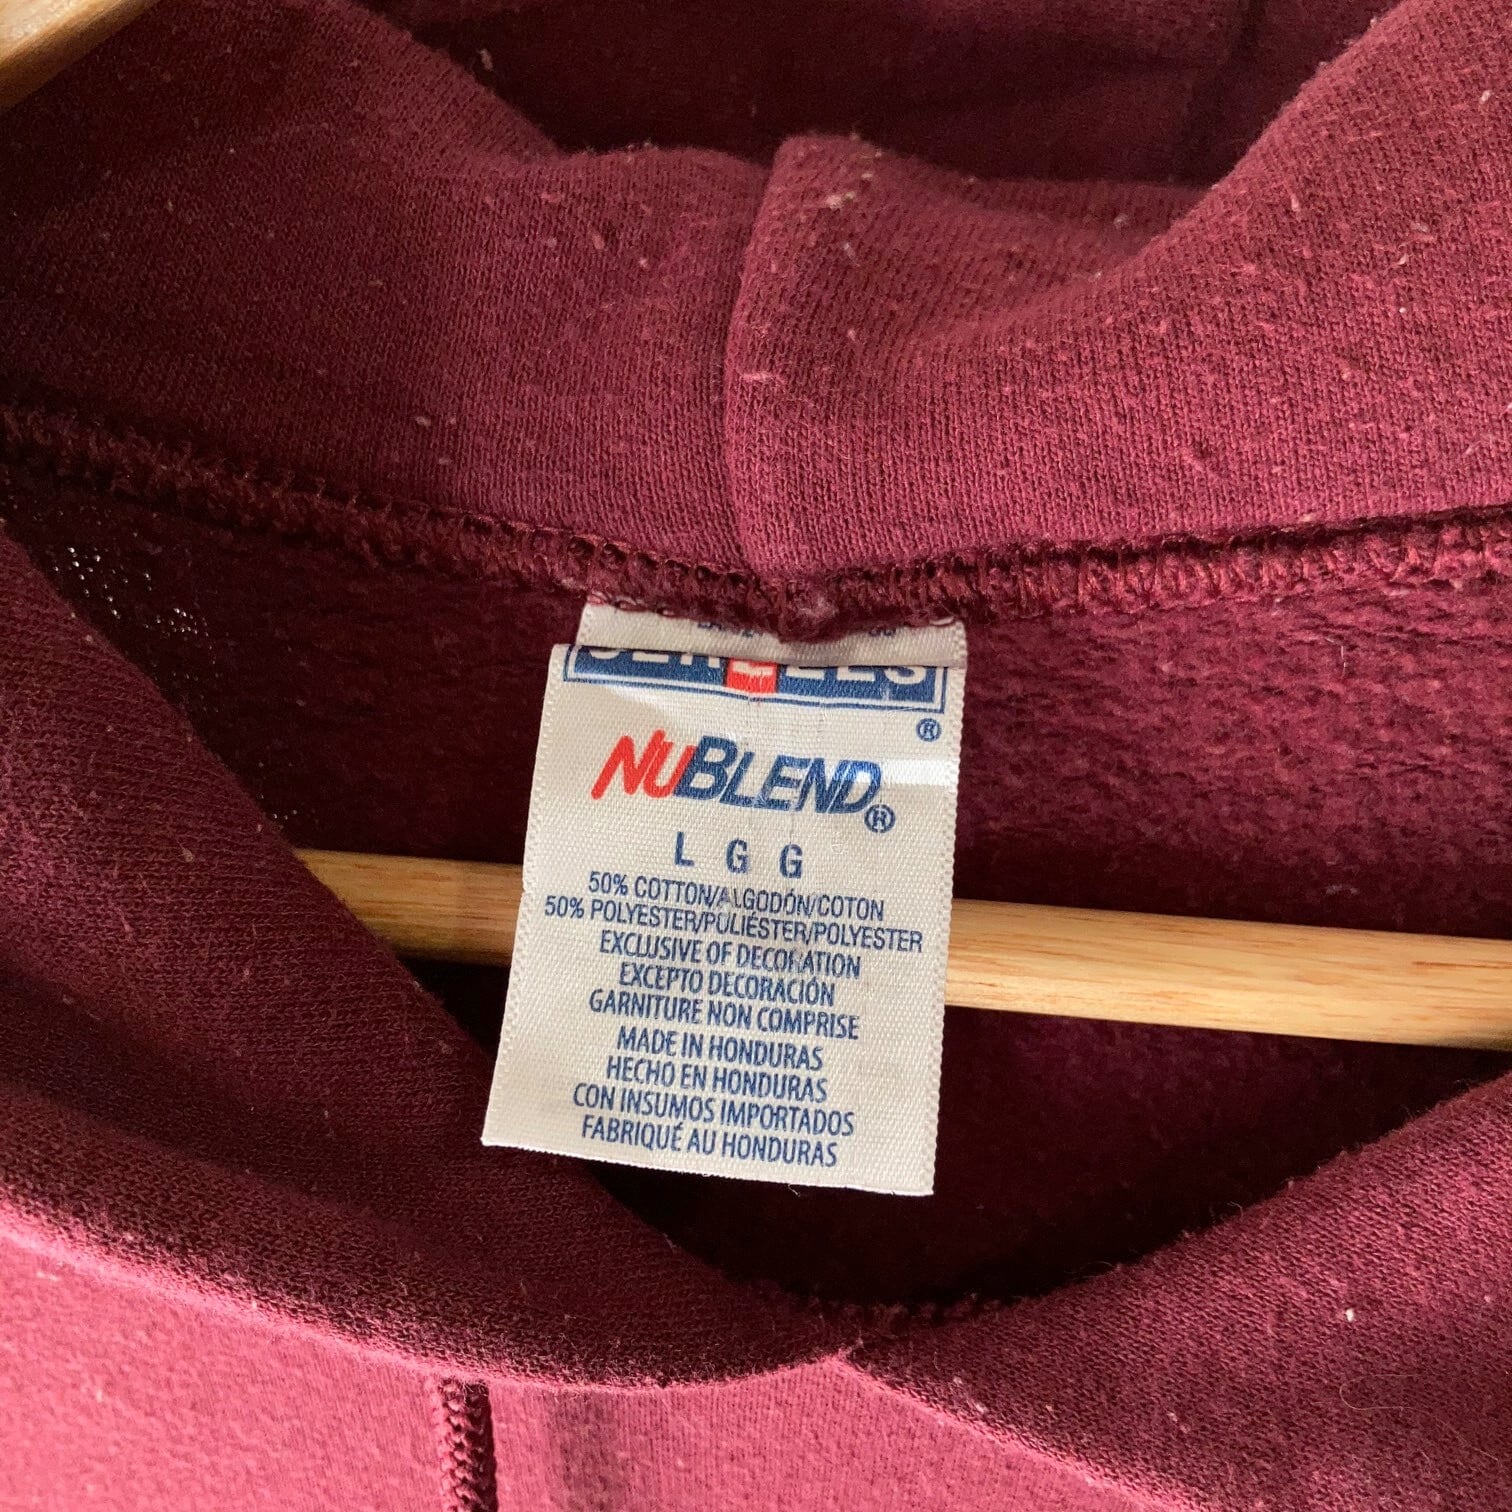 ®
NUBLEND®
L G G
50% COTTON/ALGODÓN/COTON
50% POLYESTER/POLIÉSTER/POLYESTER
EXCLUSIVE OF DECORATION
EXCEPTO DECORACIÓN
GARNITURE NON COMPRISE
MADE IN HONDURAS
HECHO EN HONDURAS
CON INSUMOS IMPORTADOS
FABRIQUÉ AU HONDURAS